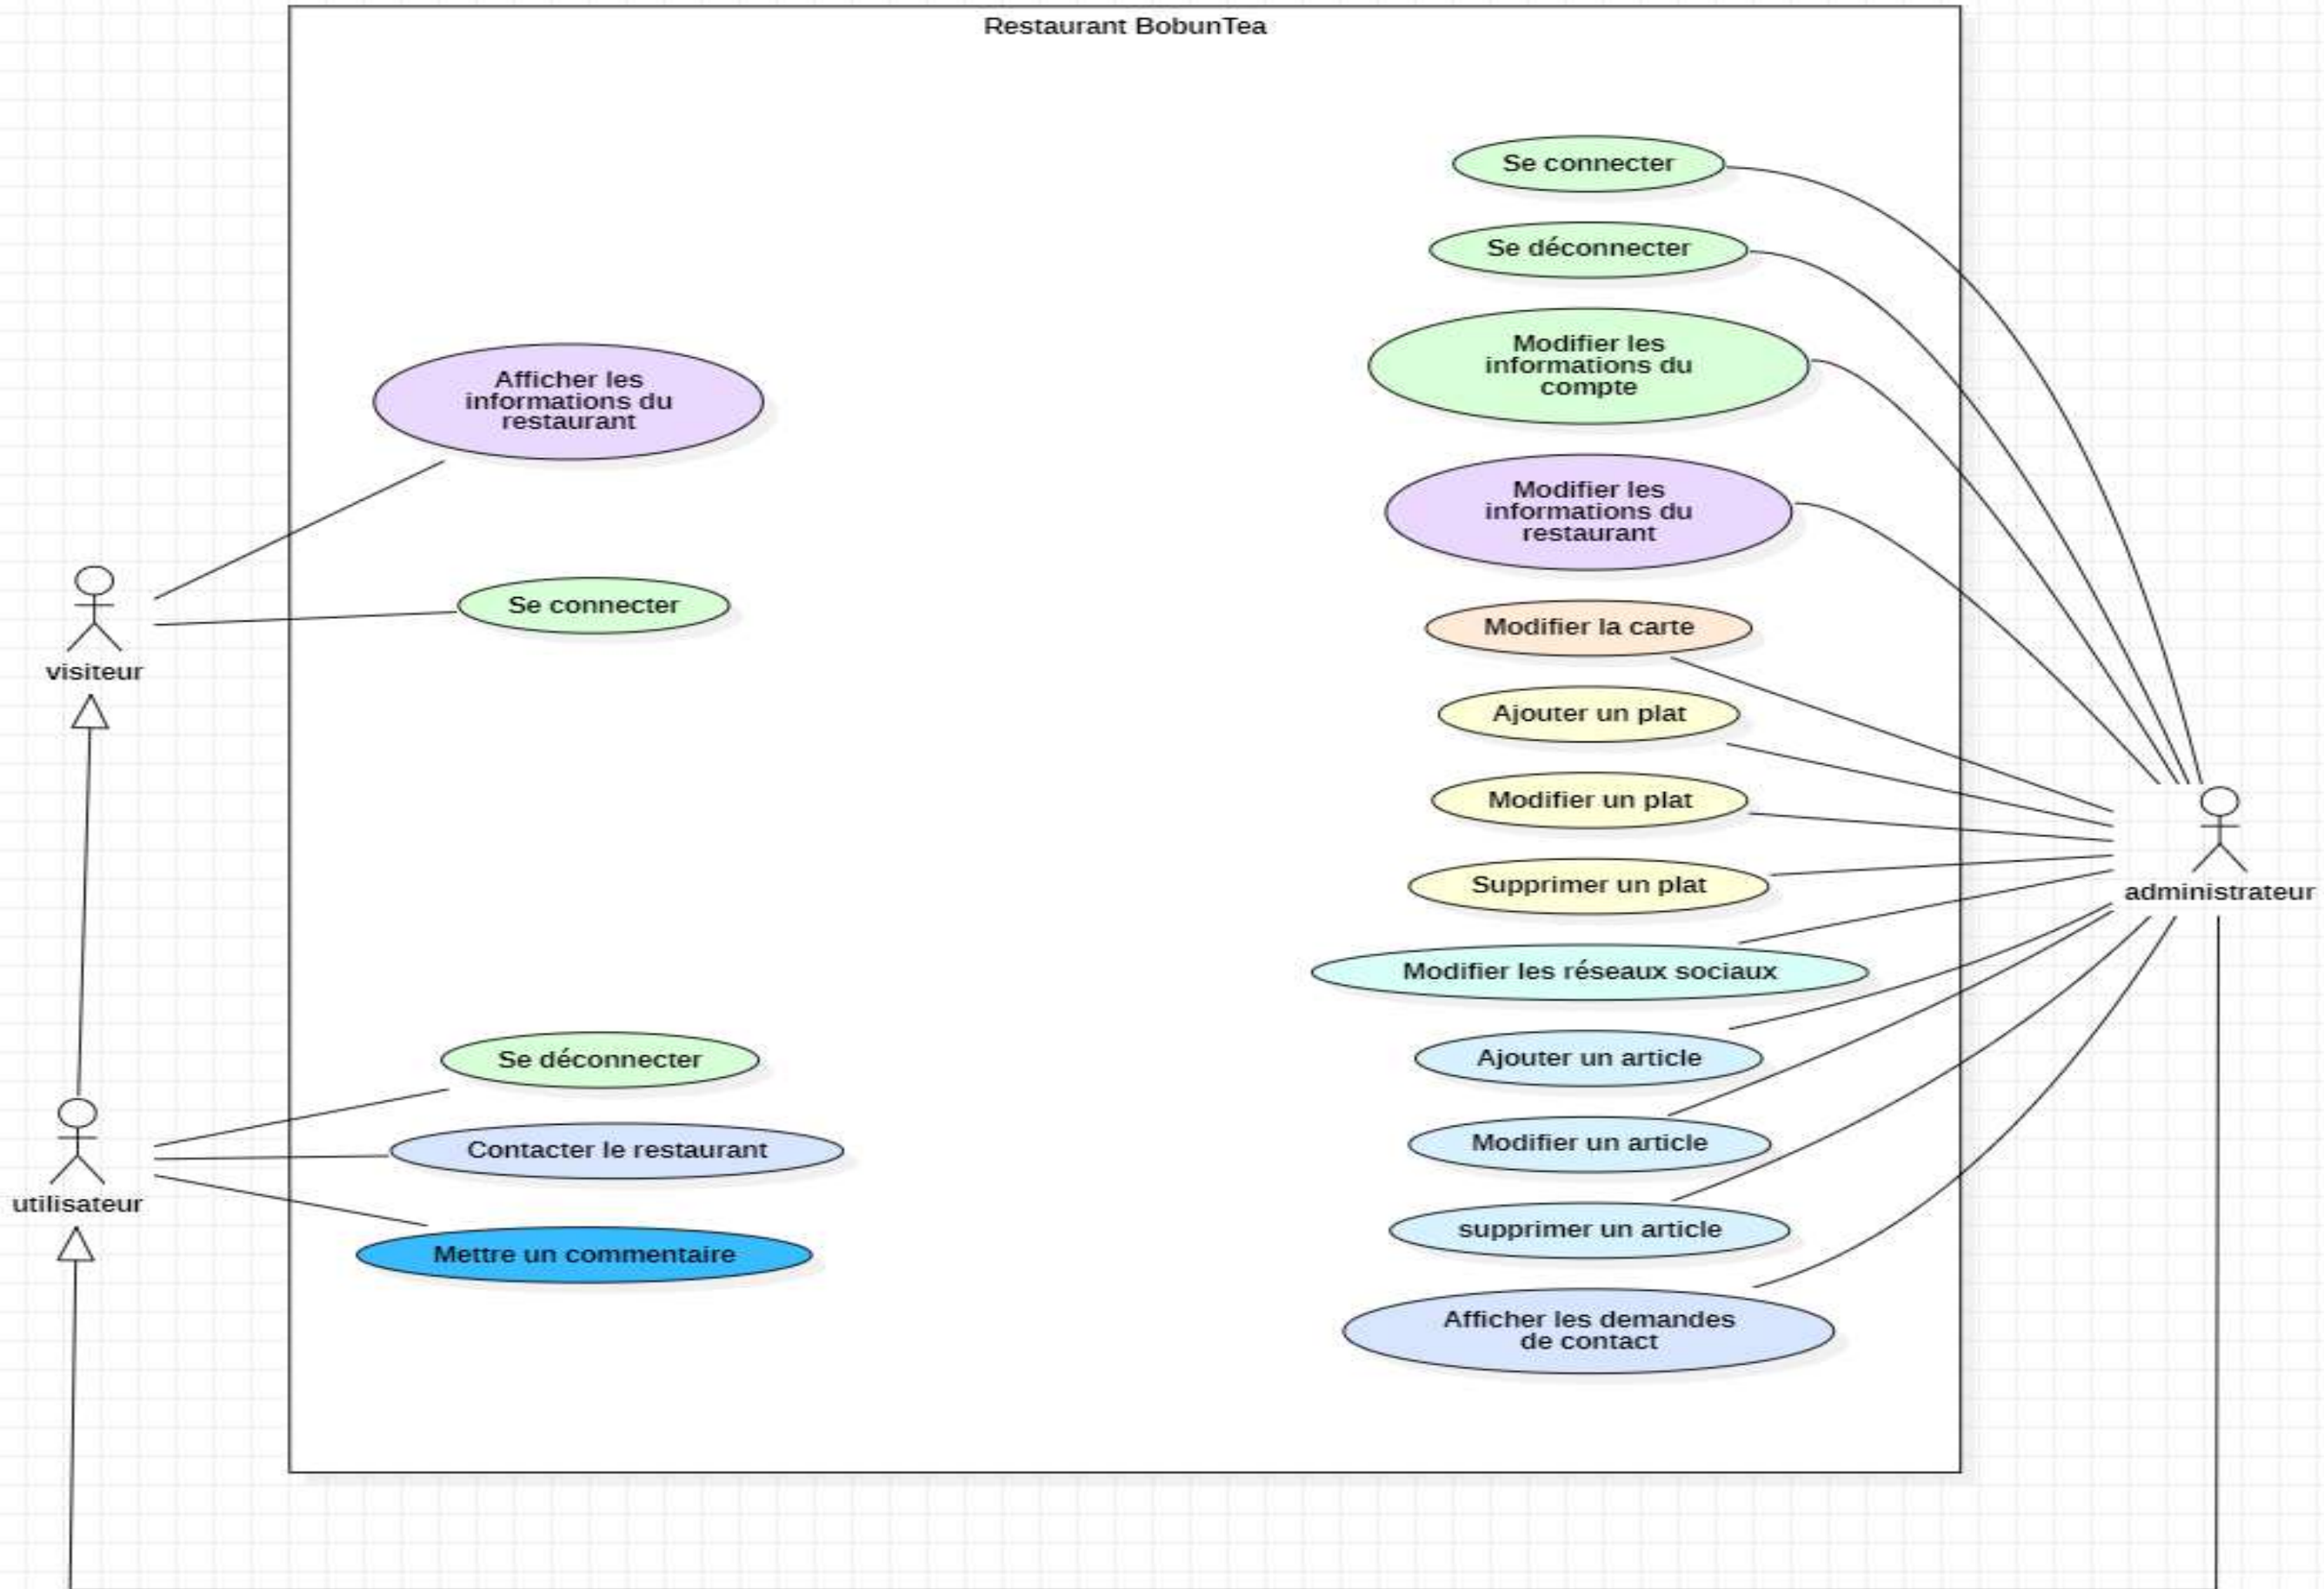 Restaurant BobunTea
Afficher les
informations du
restaurant
Se connecter
visiteur
Se déconnecter
Contacter le restaurant
Mettre un commentaire
utilisateur
Se connecter
Se déconnecter
Modifier les
informations du
compte
Modifier les
informations du
restaurant
Modifier la carte
Ajouter un plat
Modifier un plat
Supprimer un plat
Modifier les réseaux sociaux
Ajouter un article
Modifier un article
supprimer un article
Afficher les demandes
de contact
administrateur